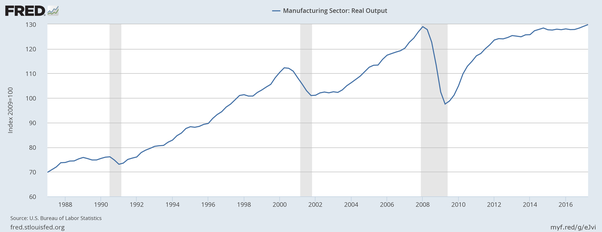 FRED
Manufacturing Sector: Real Output
130
120
110
100
90
80
70
60
Index 2009=100
1988 1990 1992 1994 1996 1998 2000 2002 2004 2006 2008 2010 2012 2014 2016
Source: U.S. Bureau of Labor Statistics
fred.stlouisfed.org myf.red/g/eJvi